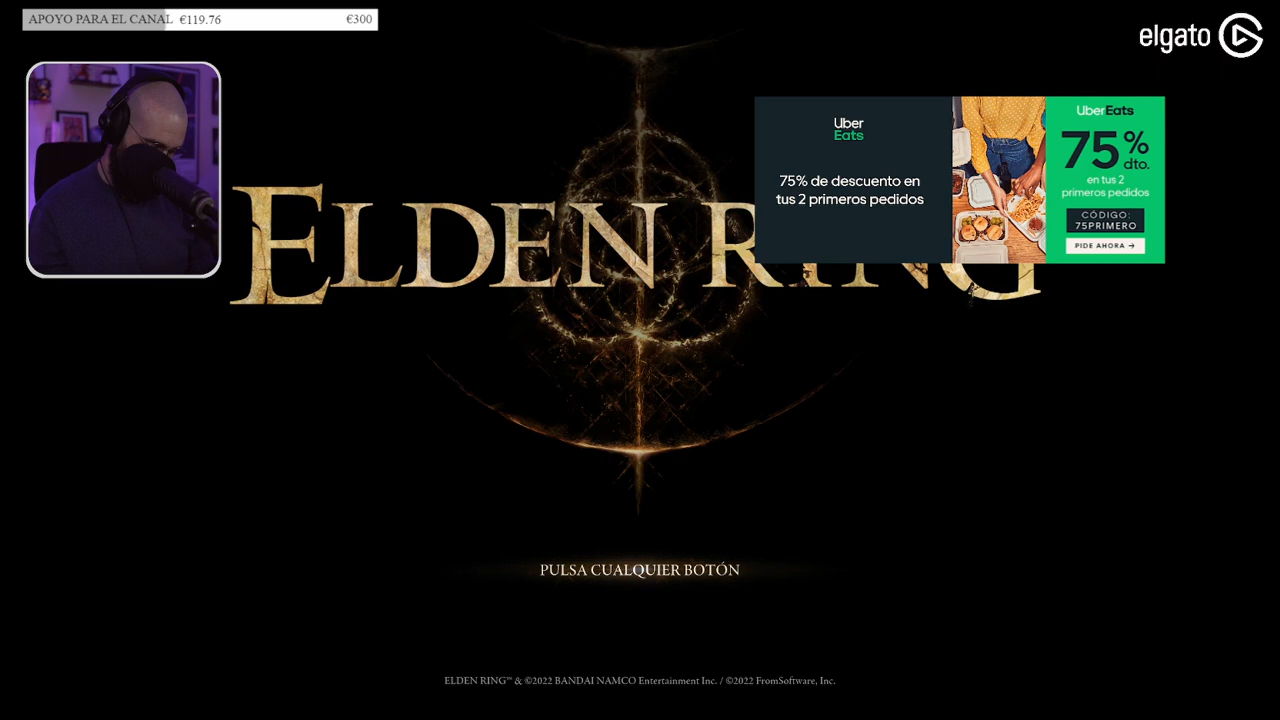 APOYO PARA EL CANAL €119.76 €300
elgato
Uber
Eats
75% de descuento en
tus 2 primeros pedidos
Uber Eats
75% dto.
en tus 2
primeros pedidos
CÓDIGO:
75PRIMERO
PIDE AHORA →
ELDEN RING
PULSA CUALQUIER BOTÓN
ELDEN RING™ & ©2022 BANDAI NAMCO Entertainment Inc. / ©2022 FromSoftware, Inc.